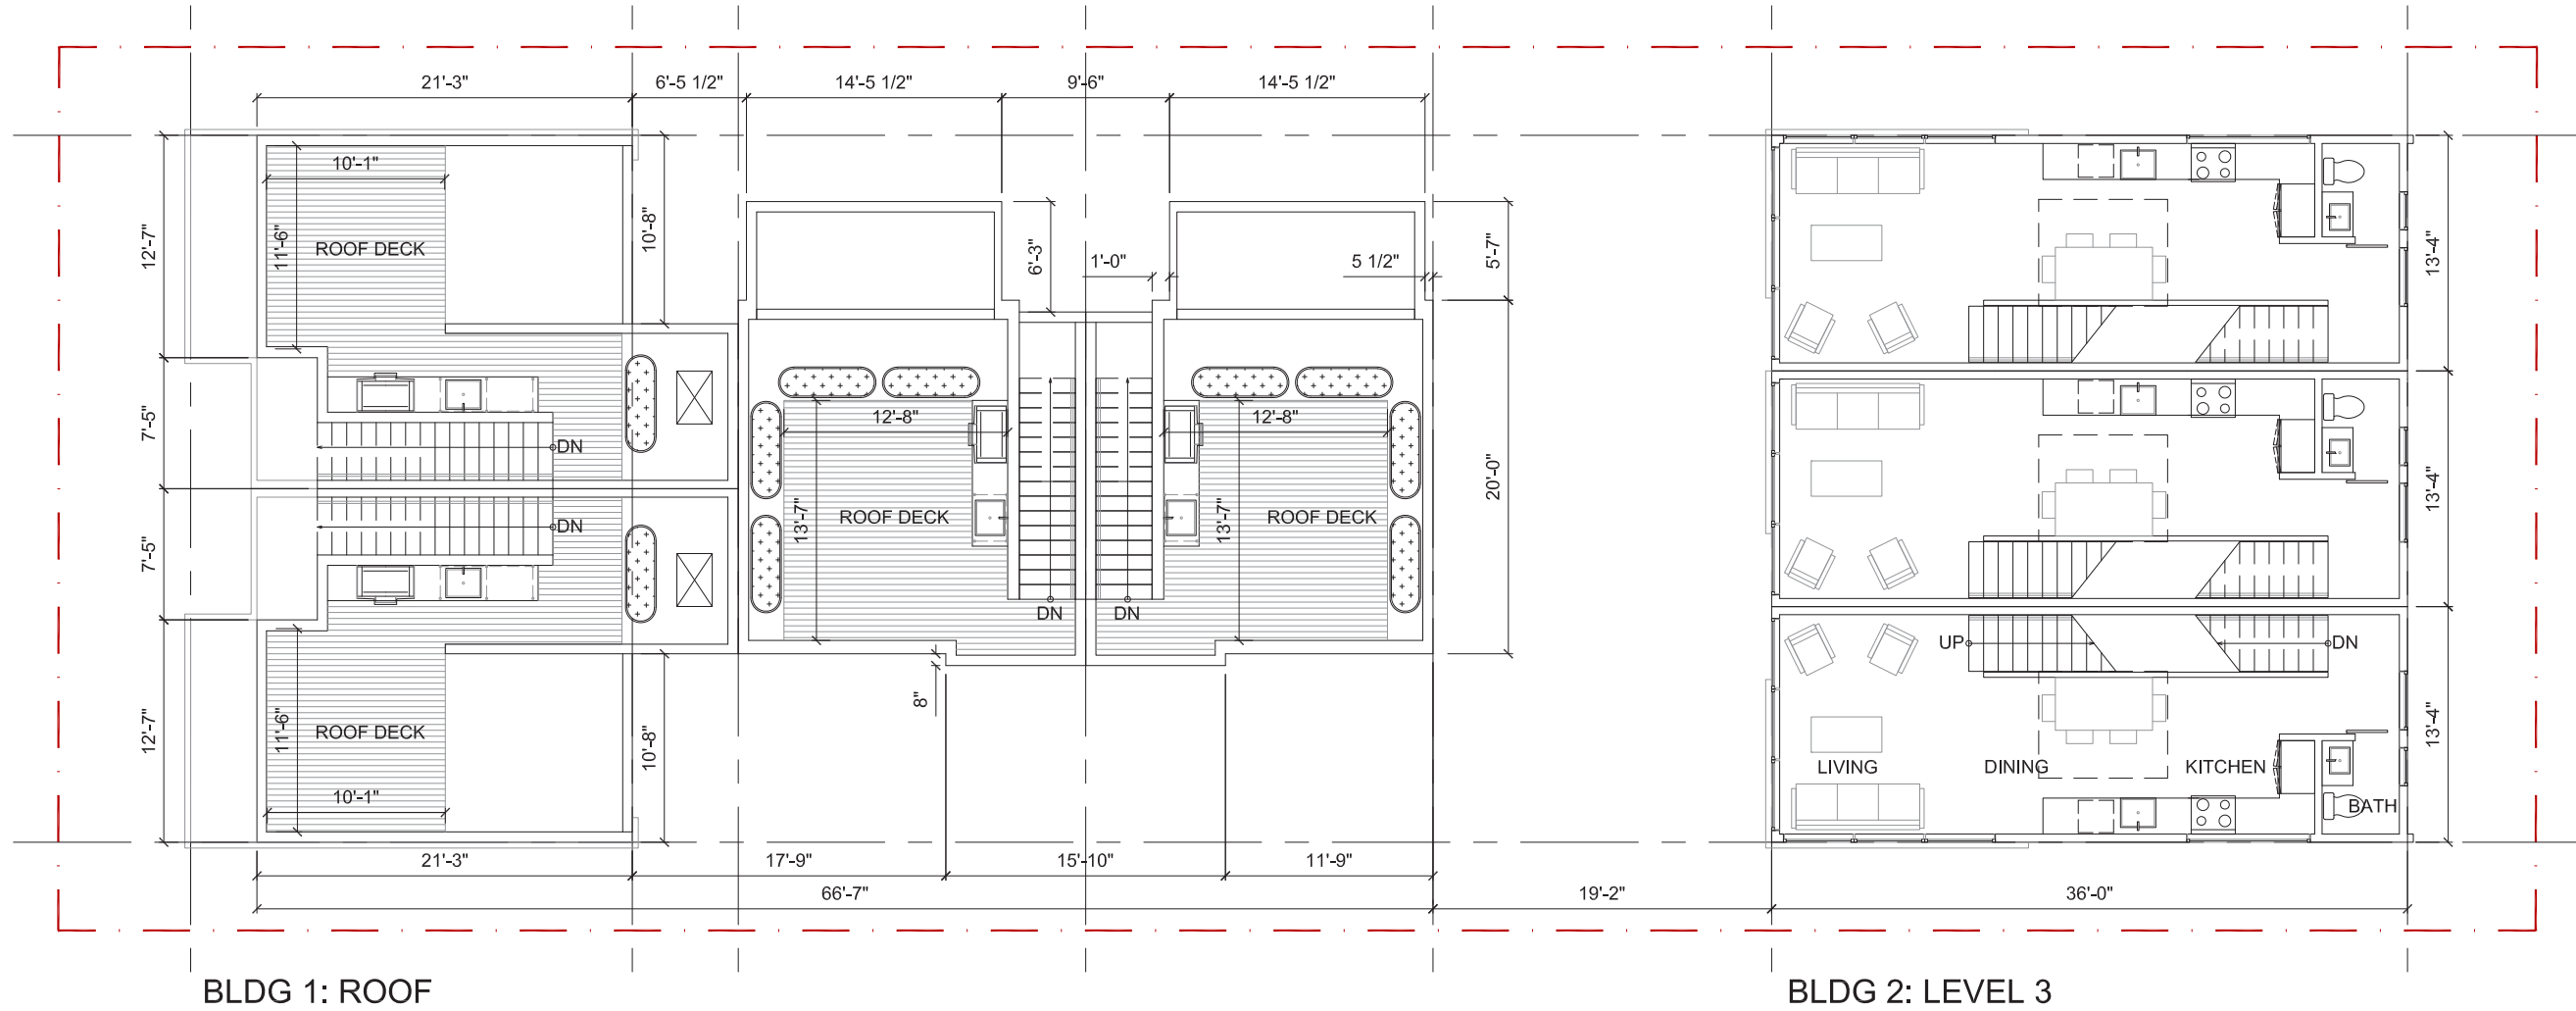 21'-3" 6'-5 1/2" 14'-5 1/2" 9'-6" 14'-5 1/2"
10'-1"
12'-7"
11'-6"
ROOF DECK
10'-8"
6'-3"
1'-0"
5 1/2"
5'-7"
13'-4"
7'-5"
DN
12'-8"
12'-8"
13'-7"
ROOF DECK
13'-7"
ROOF DECK
20'-0"
13'-4"
7'-5"
DN
DN
DN
UP
DN
12'-7"
11'-6"
ROOF DECK
10'-8"
8"
13'-4"
LIVING
DINING
KITCHEN
BATH
10'-1"
21'-3" 17'-9" 15'-10" 11'-9"
66'-7" 19'-2" 36'-0"
BLDG 1: ROOF
BLDG 2: LEVEL 3